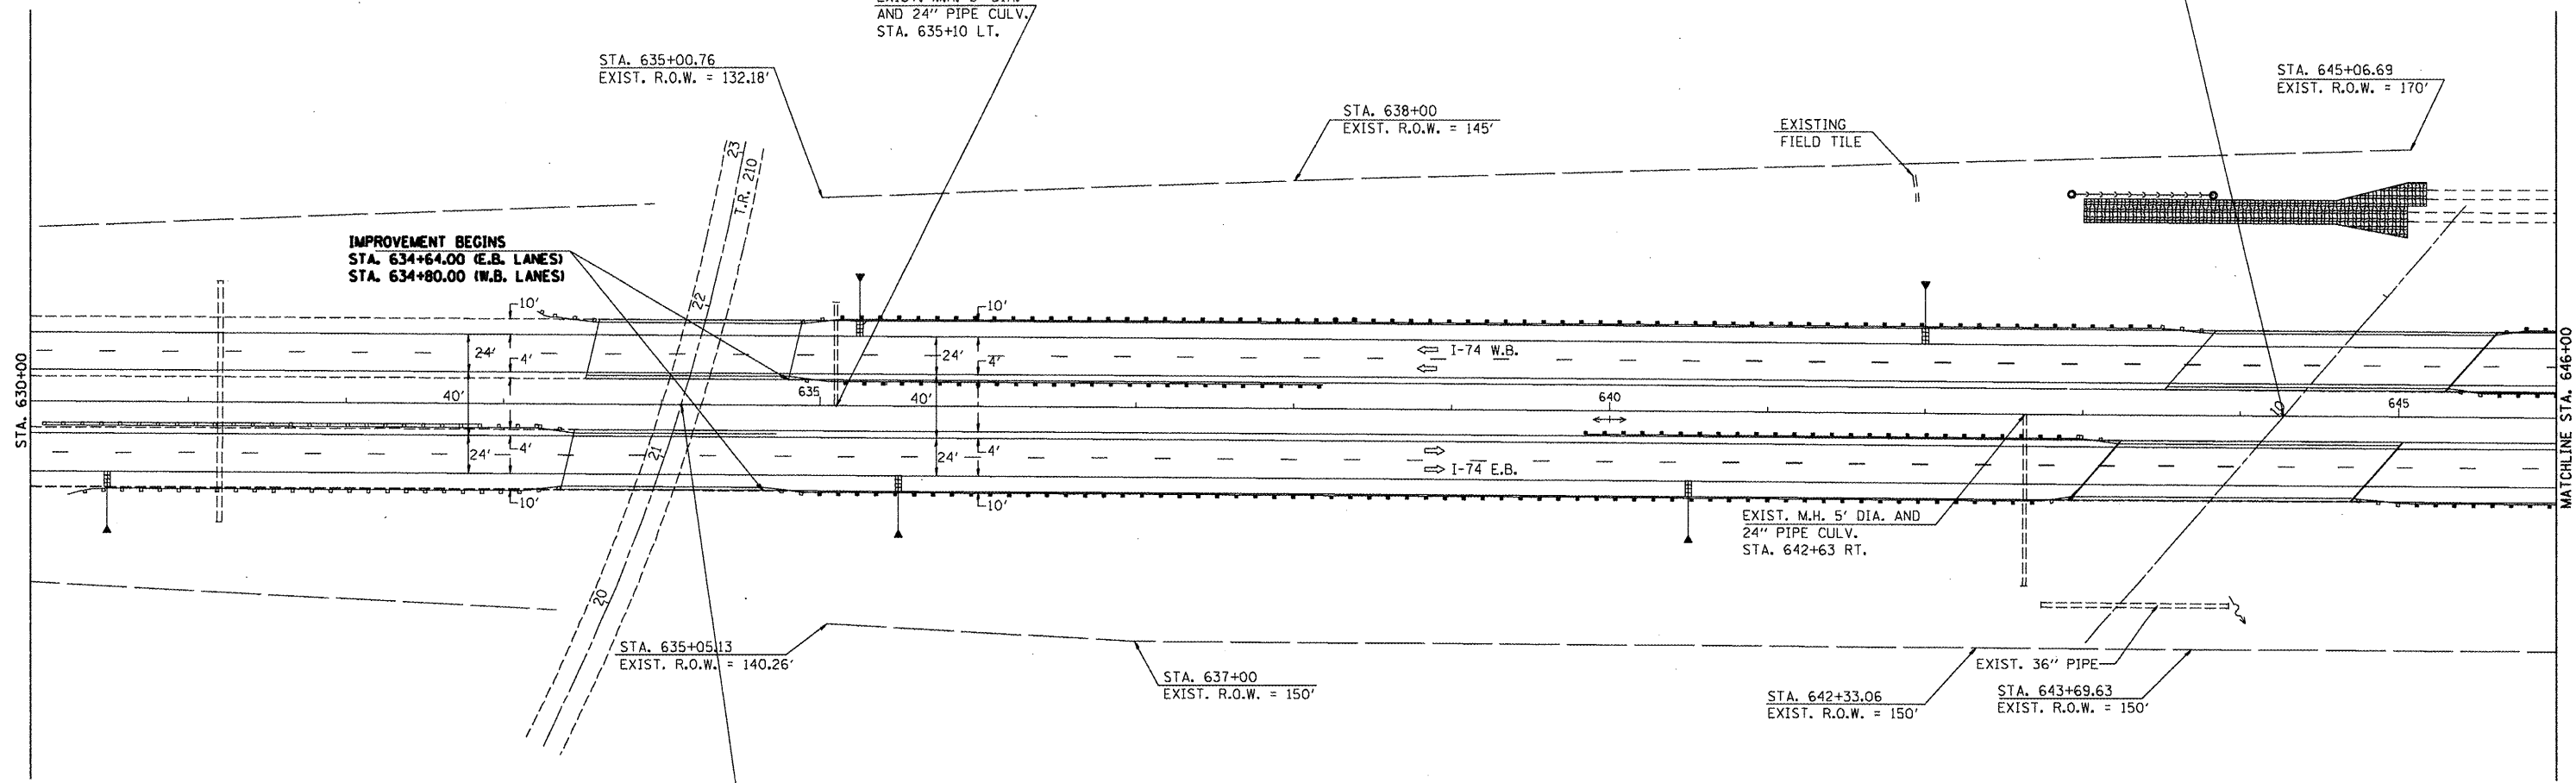 AND 24" PIPE CULV.
STA. 635+10 LT.
STA. 635+00.76
EXIST. R.O.W. = 132.18'
STA. 638+00
EXIST. R.O.W. = 145'
EXISTING
FIELD TILE
STA. 645+06.69
EXIST. R.O.W. = 170'
23
T.R. 210
IMPROVEMENT BEGINS
STA. 634+64.00 (E.B. LANES)
STA. 634+80.00 (W.B. LANES)
22
10'
10'
24'
4'
24'
4'
I-74 W.B.
40'
635
40'
640
10
645
STA. 630+00
MATCHLINE STA. 646+00
24'
4'
21
24'
4'
I-74 E.B.
10'
10'
EXIST. M.H. 5' DIA. AND
24" PIPE CULV.
STA. 642+63 RT.
20
STA. 635+05.13
EXIST. R.O.W. = 140.26'
STA. 637+00
EXIST. R.O.W. = 150'
EXIST. 36" PIPE
STA. 642+33.06
EXIST. R.O.W. = 150'
STA. 643+69.63
EXIST. R.O.W. = 150'